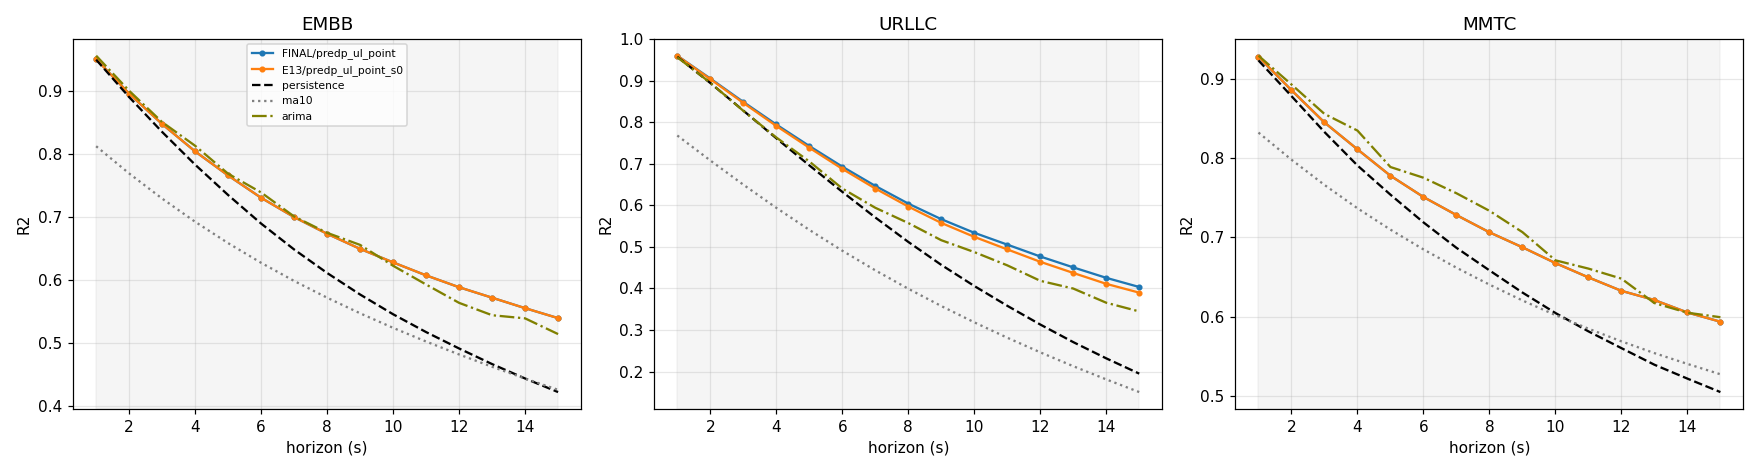 EMBB
FINAL/predp_ul_point
E13/predp_ul_point_s0
persistence
ma10
arima
R2
0.9
0.8
0.7
0.6
0.5
0.4
2 4 6 8 10 12 14
horizon (s)
URLLC
R2
1.0
0.9
0.8
0.7
0.6
0.5
0.4
0.3
0.2
2 4 6 8 10 12 14
horizon (s)
MMTC
R2
0.9
0.8
0.7
0.6
0.5
2 4 6 8 10 12 14
horizon (s)